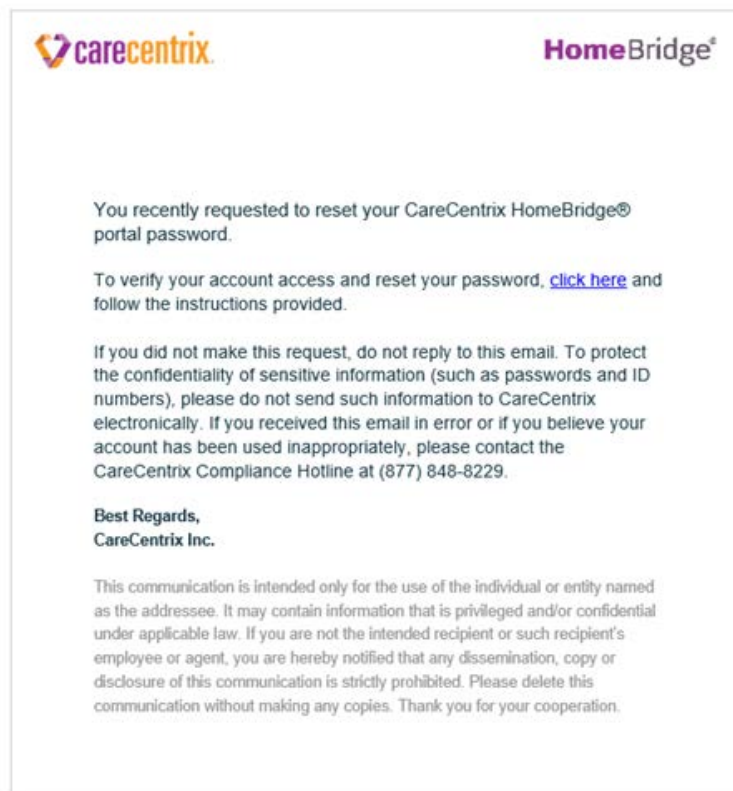 carecentrix.
HomeBridge®
You recently requested to reset your CareCentrix HomeBridge®
portal password.
To verify your account access and reset your password, click here and
follow the instructions provided.
If you did not make this request, do not reply to this email. To protect
the confidentiality of sensitive information (such as passwords and ID
numbers), please do not send such information to CareCentrix
electronically. If you received this email in error or if you believe your
account has been used inappropriately, please contact the
CareCentrix Compliance Hotline at (877) 848-8229.
Best Regards,
CareCentrix Inc.
This communication is intended only for the use of the individual or entity named
as the addressee. It may contain information that is privileged and/or confidential
under applicable law. If you are not the intended recipient or such recipient's
employee or agent, you are hereby notified that any dissemination, copy or
disclosure of this communication is strictly prohibited. Please delete this
communication without making any copies. Thank you for your cooperation.